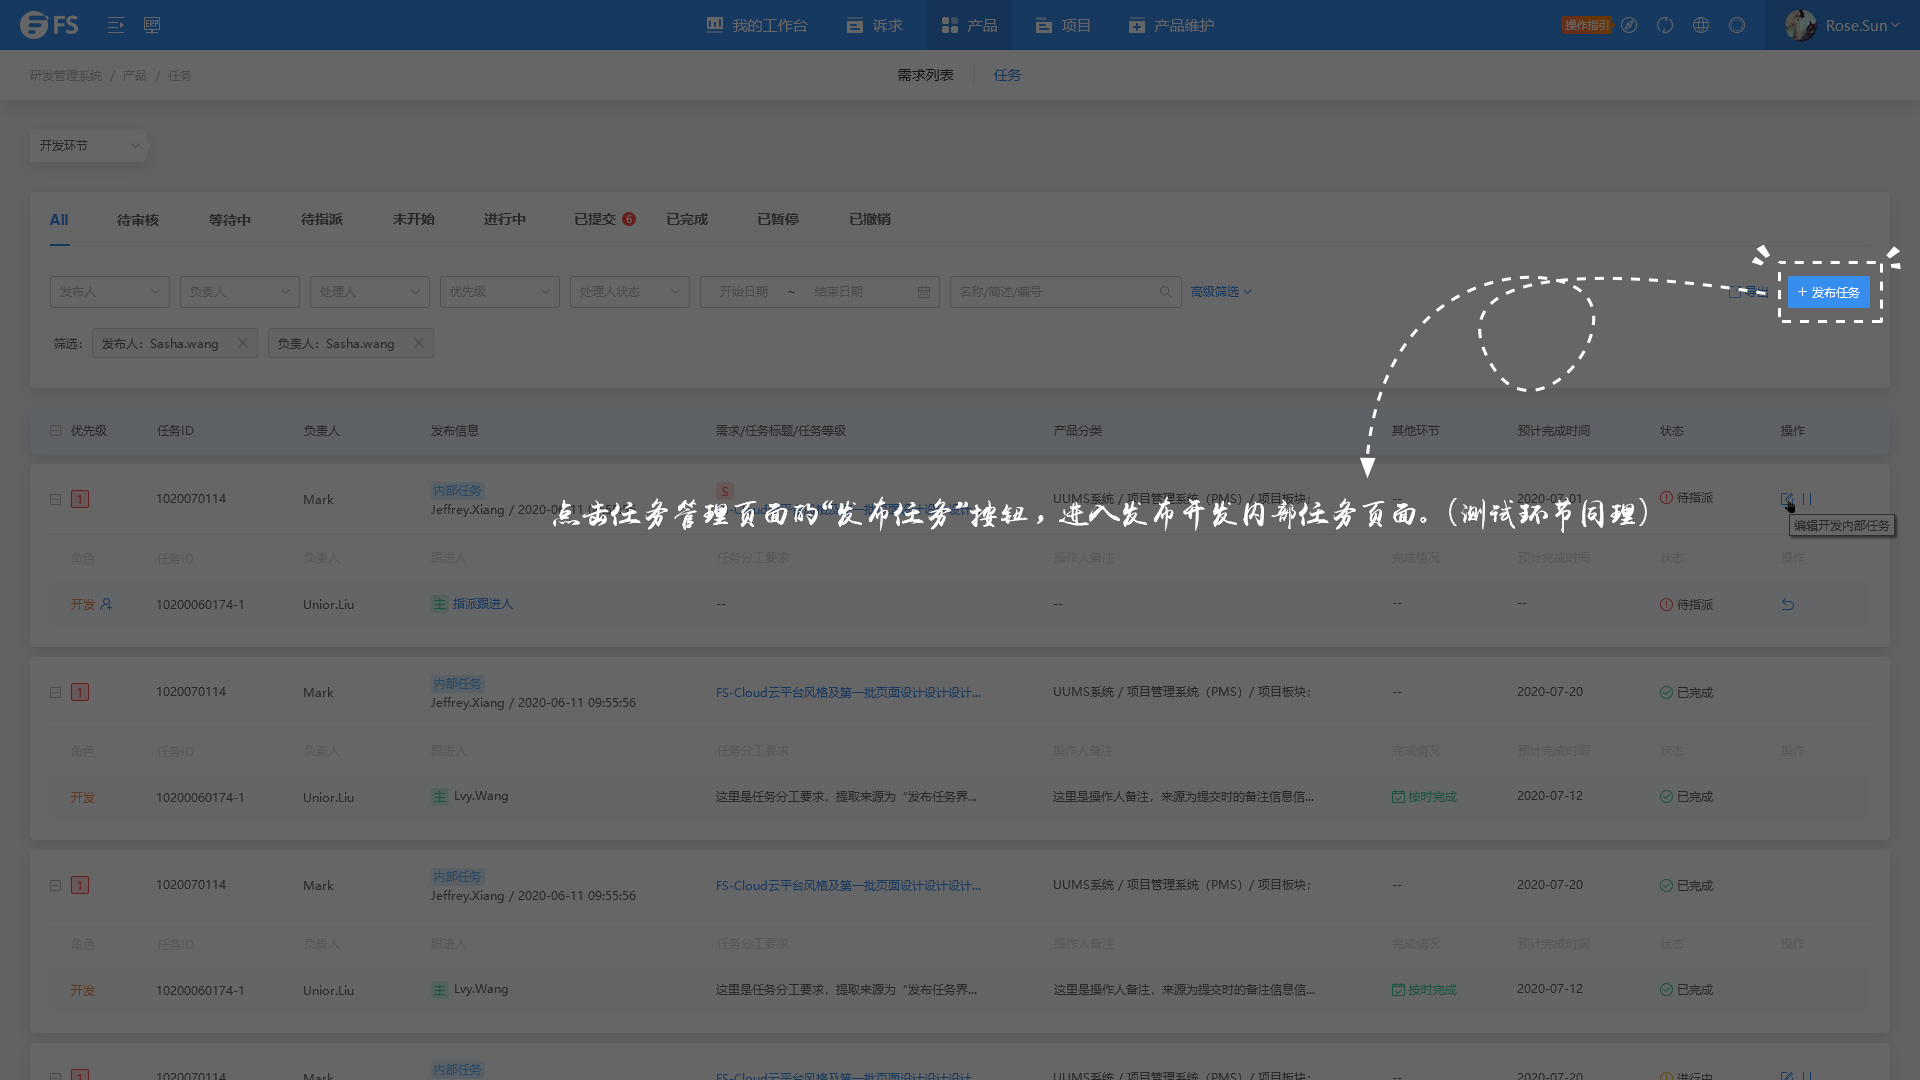 FS
ERP
我的工作台
诉求
产品
项目
产品维护
操作指引
Rose.Sun
研发管理系统 / 产品 / 任务
需求列表
任务
开发环节
All
待审核
等待中
待指派
未开始
进行中
已提交 6
已完成
已暂停
已撤销
发布人
负责人
处理人
优先级
处理人状态
开始日期 ~ 结束日期
名称/简述/编号
高级筛选
导出
+ 发布任务
筛选：
发布人：Sasha.wang
负责人：Sasha.wang
优先级 任务ID 负责人 发布信息 需求/任务标题/任务等级 产品分类 其他环节 预计完成时间 状态 操作
内部任务 S
1 1020070114 Mark Jeffrey.Xiang / 2020-06-11 09:55:56 UUMS系统 / 项目管理系统（PMS）/ 项目板块； -- 2020-07-01 待指派
点击任务管理页面的“发布任务”按钮，进入发布开发内部任务页面。（测试环节同理）
编辑开发内部任务
角色 任务ID 负责人 跟进人 任务分工要求 操作人备注 完成情况 预计完成时间 状态 操作
开发 10200060174-1 Unior.Liu 主 指派跟进人 -- -- -- -- 待指派
内部任务
1 1020070114 Mark Jeffrey.Xiang / 2020-06-11 09:55:56 FS-Cloud云平台风格及第一批页面设计设计设计... UUMS系统 / 项目管理系统（PMS）/ 项目板块； -- 2020-07-20 已完成
角色 任务ID 负责人 跟进人 任务分工要求 操作人备注 完成情况 预计完成时间 状态 操作
开发 10200060174-1 Unior.Liu 主 Lvy.Wang 这里是任务分工要求，提取来源为“发布任务界... 这里是操作人备注，来源为提交时的备注信息信... 按时完成 2020-07-12 已完成
内部任务
1 1020070114 Mark Jeffrey.Xiang / 2020-06-11 09:55:56 FS-Cloud云平台风格及第一批页面设计设计设计... UUMS系统 / 项目管理系统（PMS）/ 项目板块； -- 2020-07-20 已完成
角色 任务ID 负责人 跟进人 任务分工要求 操作人备注 完成情况 预计完成时间 状态 操作
开发 10200060174-1 Unior.Liu 主 Lvy.Wang 这里是任务分工要求，提取来源为“发布任务界... 这里是操作人备注，来源为提交时的备注信息信... 按时完成 2020-07-12 已完成
内部任务
1 1020070114 Mark FS-Cloud云平台风格及第一批页面设计设计设计... UUMS系统 / 项目管理系统（PMS）/ 项目板块； -- 2020-07-20 进行中